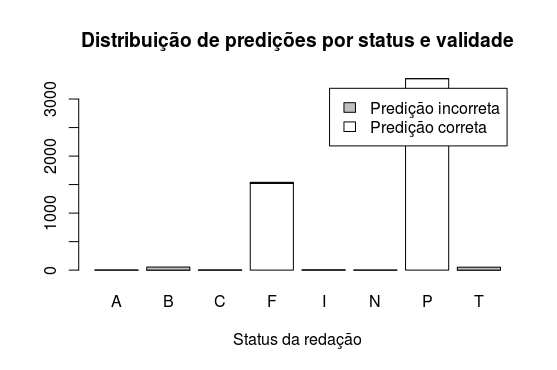 Distribuição de predições por status e validade
Predição incorreta
Predição correta
3000
2000
1000
0
A B C F I N P T
Status da redação